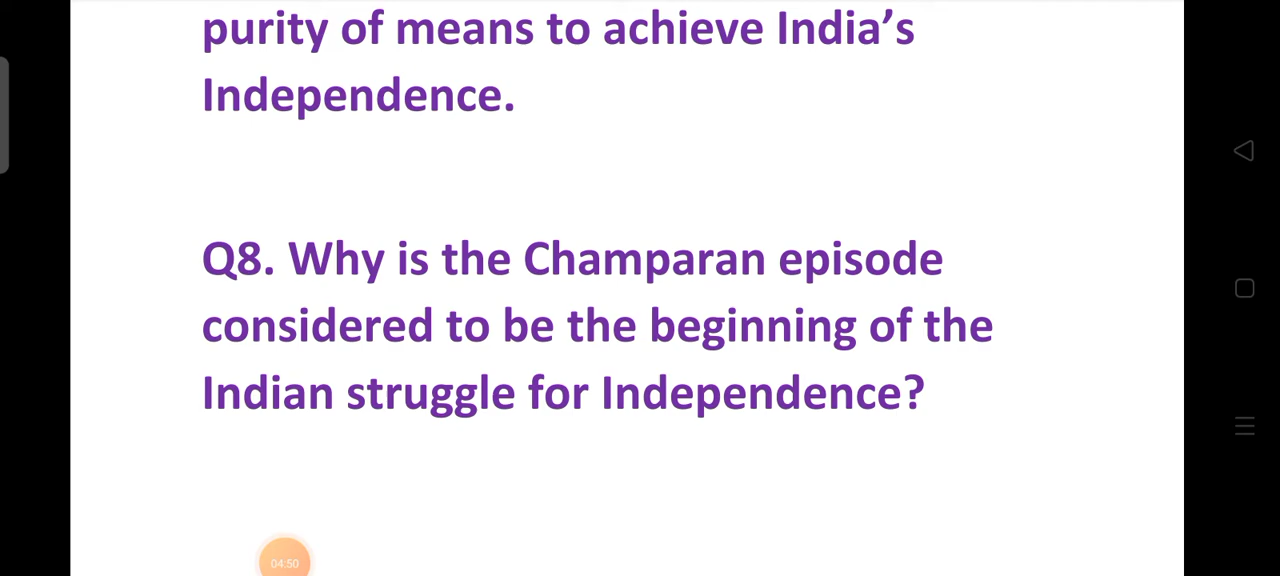 purity of means to achieve India’s
Independence.
Q8. Why is the Champaran episode
considered to be the beginning of the
Indian struggle for Independence?
04:50